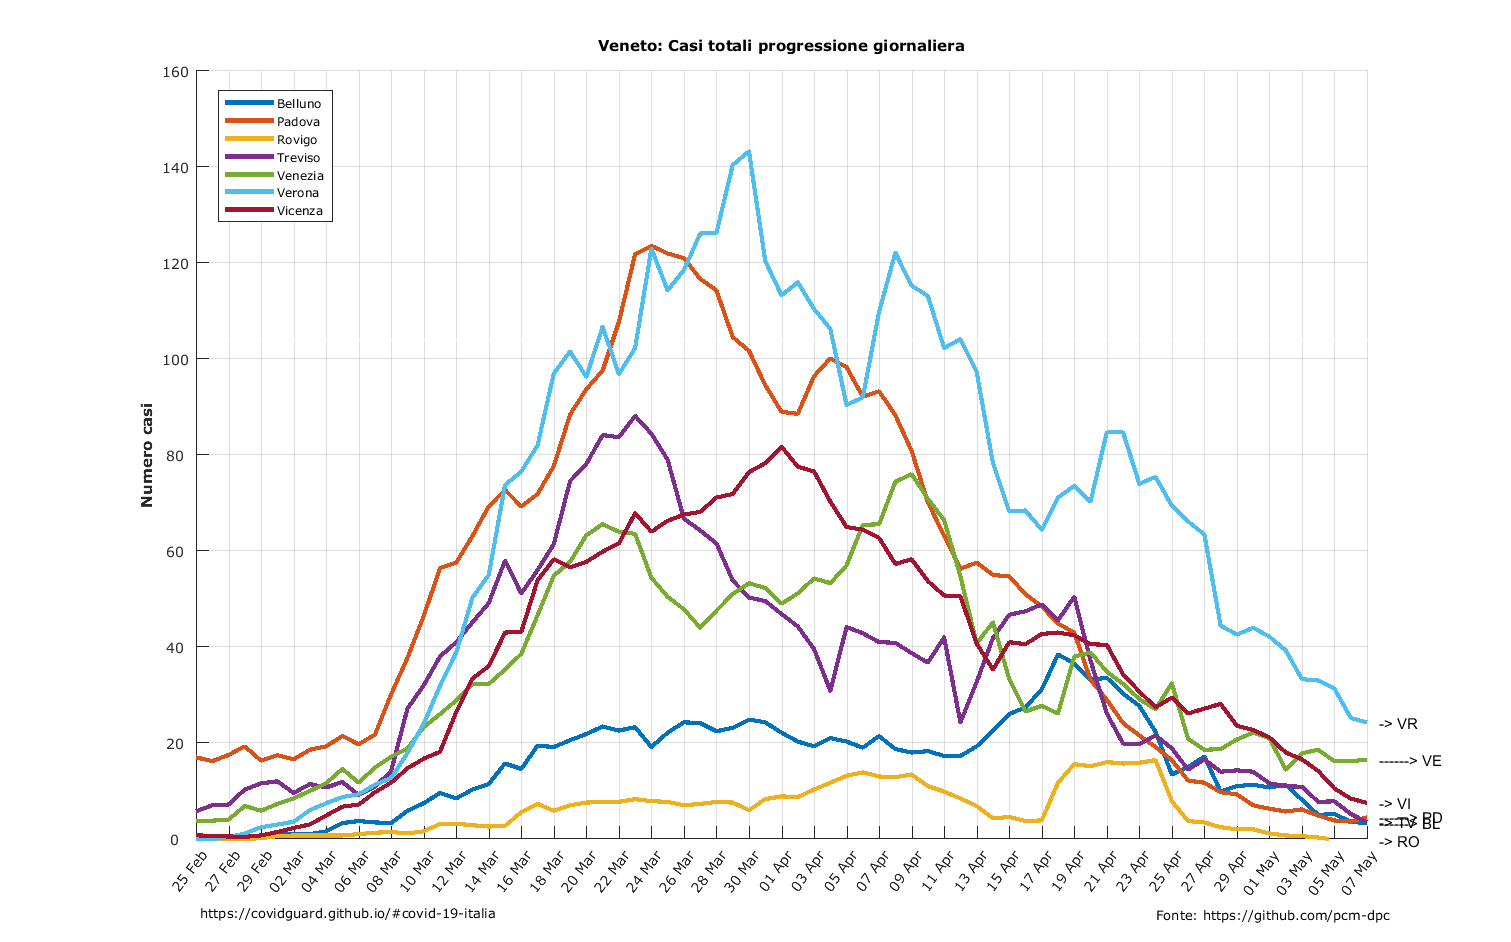 Veneto: Casi totali progressione giornaliera
160
140
120
100
80
60
40
20
0
Numero casi
Belluno
Padova
Rovigo
Treviso
Venezia
Verona
Vicenza
-> VR
------> VE
-> VI
-----> PD
-> TV
BL
-> RO
25 Feb
27 Feb
29 Feb
02 Mar
04 Mar
06 Mar
08 Mar
10 Mar
12 Mar
14 Mar
16 Mar
18 Mar
20 Mar
22 Mar
24 Mar
26 Mar
28 Mar
30 Mar
01 Apr
03 Apr
05 Apr
07 Apr
09 Apr
11 Apr
13 Apr
15 Apr
17 Apr
19 Apr
21 Apr
23 Apr
25 Apr
27 Apr
29 Apr
01 May
03 May
05 May
07 May
https://covidguard.github.io/#covid-19-italia
Fonte: https://github.com/pcm-dpc